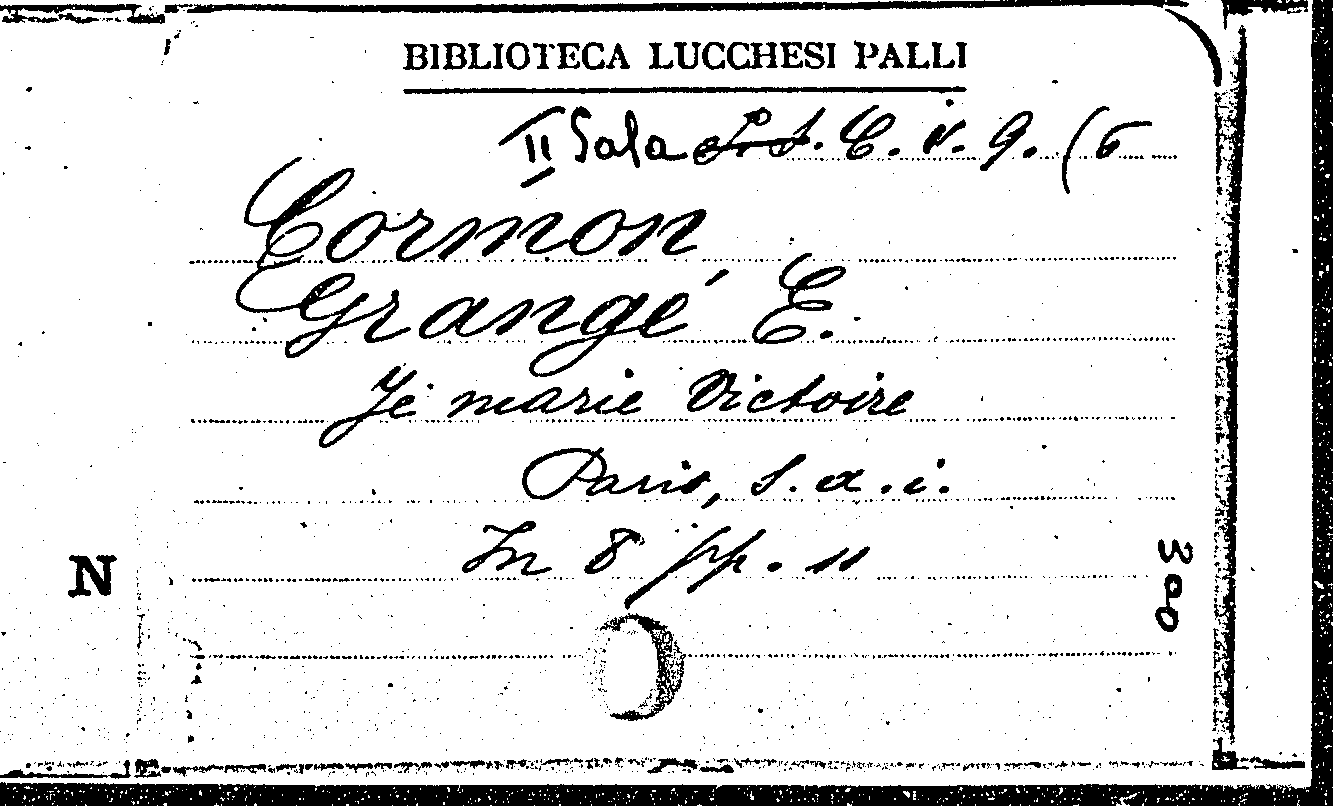 BIBLIOTECA LUCCHESI PALLI
II Sala C. V. 9. (6
Cormon,
Grangé E.
Je marie Victoire
Paris, s. a. i.
In 8 pp. 11
N
300